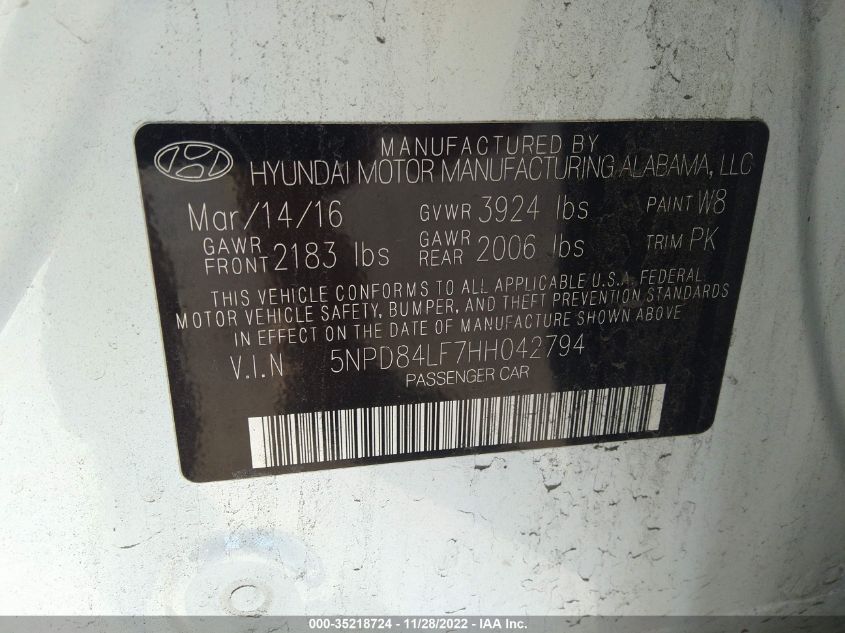 MANUFACTURED BY
HYUNDAI MOTOR MANUFACTURING ALABAMA, LLC
Mar/14/16 GVWR 3924 lbs PAINT W8
GAWR FRONT 2183 lbs GAWR REAR 2006 lbs TRIM PK
THIS VEHICLE CONFORMS TO ALL APPLICABLE U.S.A. FEDERAL
MOTOR VEHICLE SAFETY, BUMPER, AND THEFT PREVENTION STANDARDS
IN EFFECT ON THE DATE OF MANUFACTURE SHOWN ABOVE
V.I.N 5NPD84LF7HH042794
PASSENGER CAR
000-35218724 - 11/28/2022 - IAA Inc.